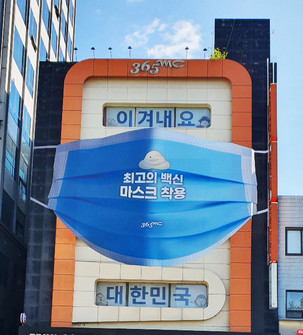 365mc
이겨내요
최고의 백신
마스크 착용
365mc
대한민국